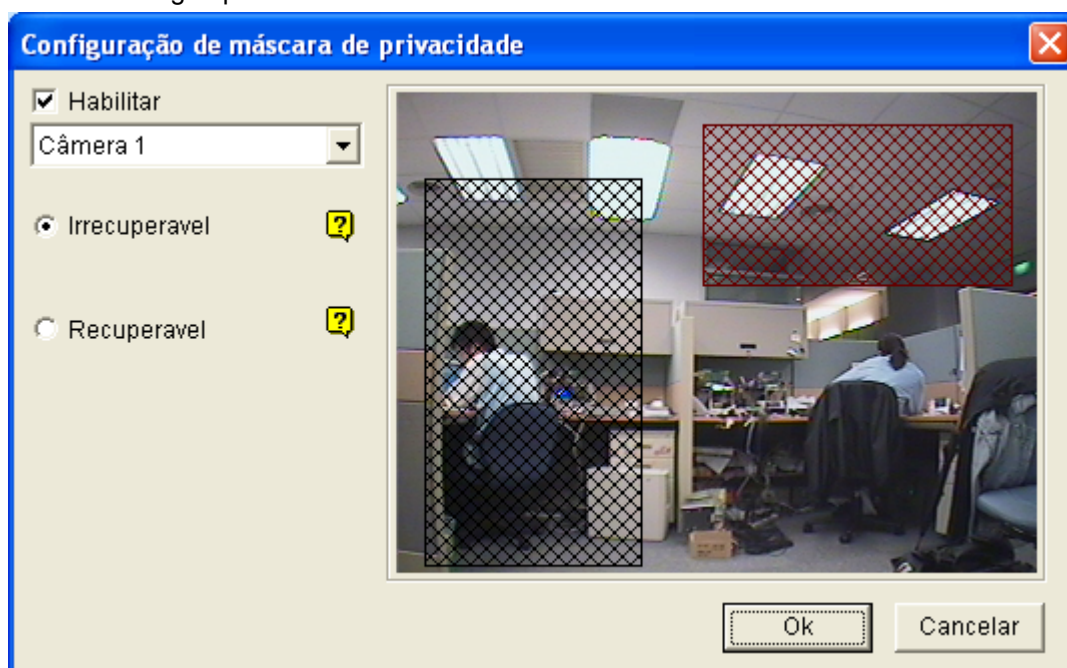 Configuração de máscara de privacidade
Habilitar
Câmera 1
Irrecuperavel
Recuperavel
Ok
Cancelar